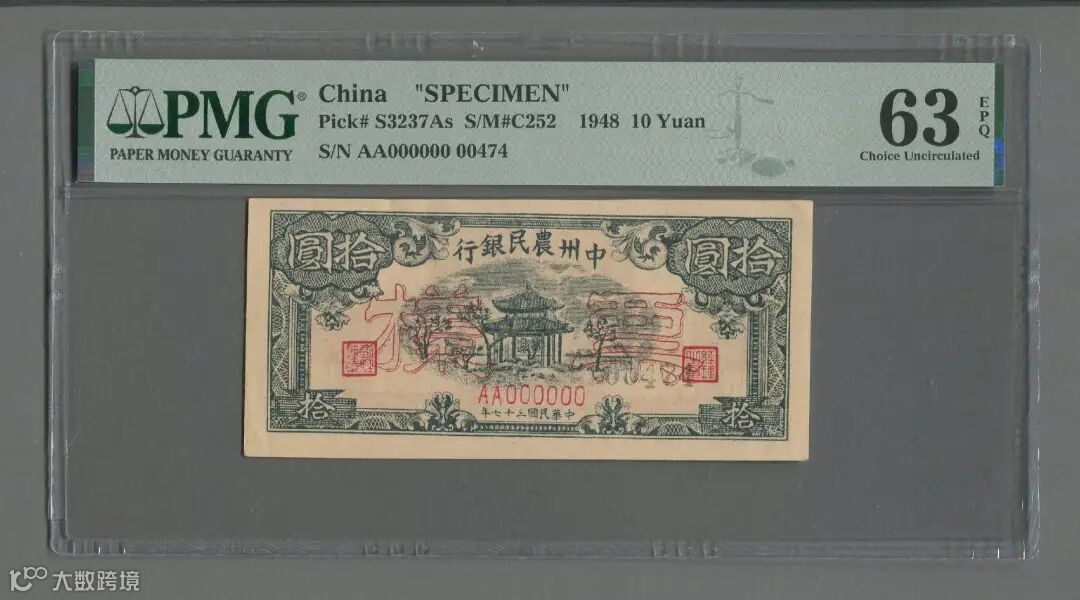 PMG®
PAPER MONEY GUARANTY
China "SPECIMEN"
Pick# S3237As S/M#C252 1948 10 Yuan
S/N AA000000 00474
63 EPQ
Choice Uncirculated
中州農民銀行
拾圓
拾圓
AA000000
中華民國三十七年
拾
拾
大数跨境